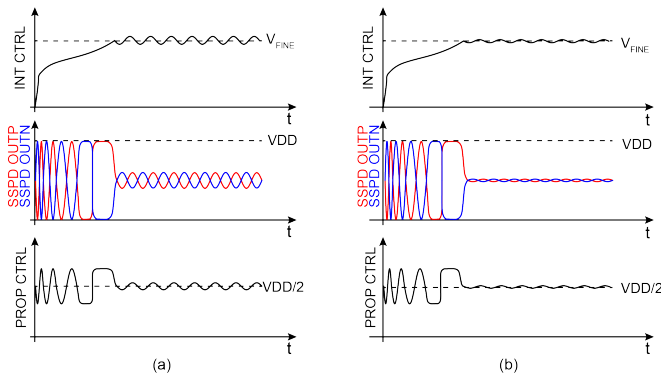 INT CTRL
V_FINE
t
SSPD OUTP
SSPD OUTN
VDD
t
PROP CTRL
VDD/2
t
(a)
INT CTRL
V_FINE
t
SSPD OUTP
SSPD OUTN
VDD
t
PROP CTRL
VDD/2
t
(b)